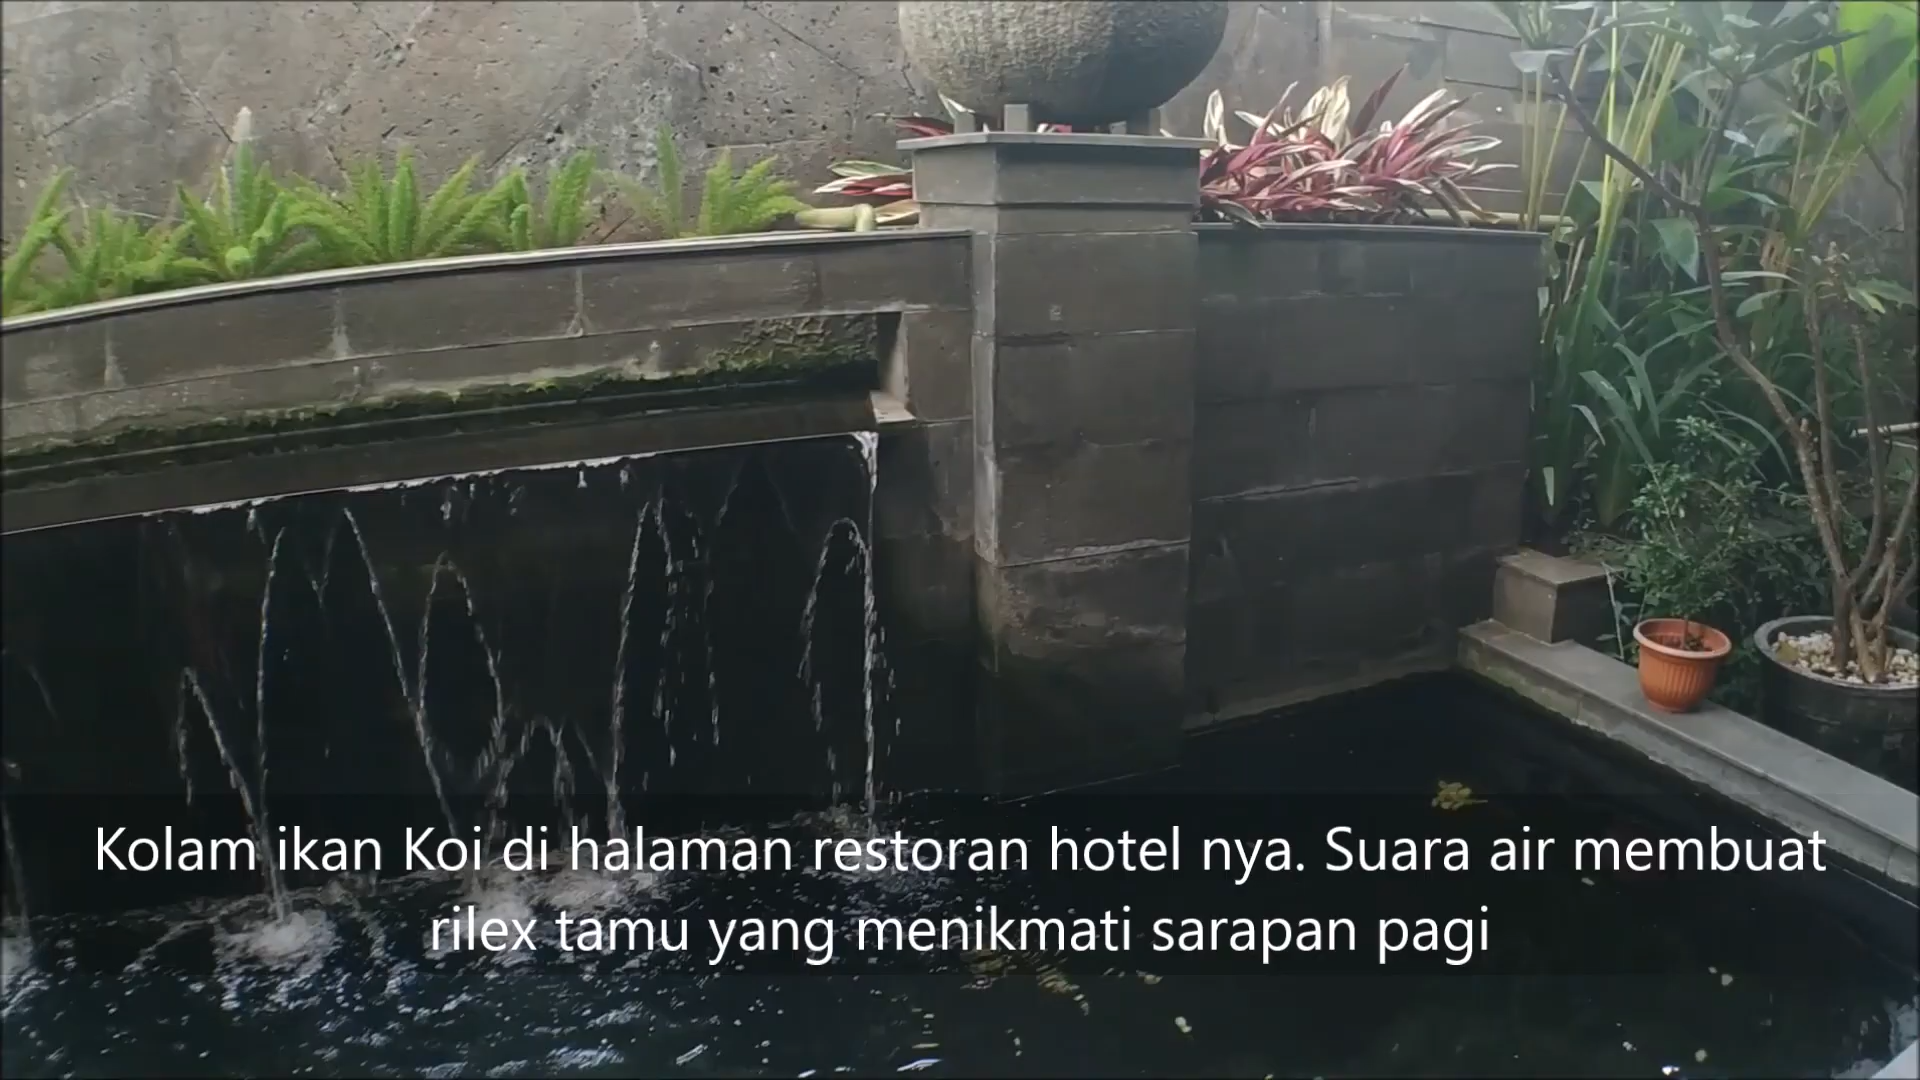 Kolam ikan Koi di halaman restoran hotel nya. Suara air membuat
rilex tamu yang menikmati sarapan pagi